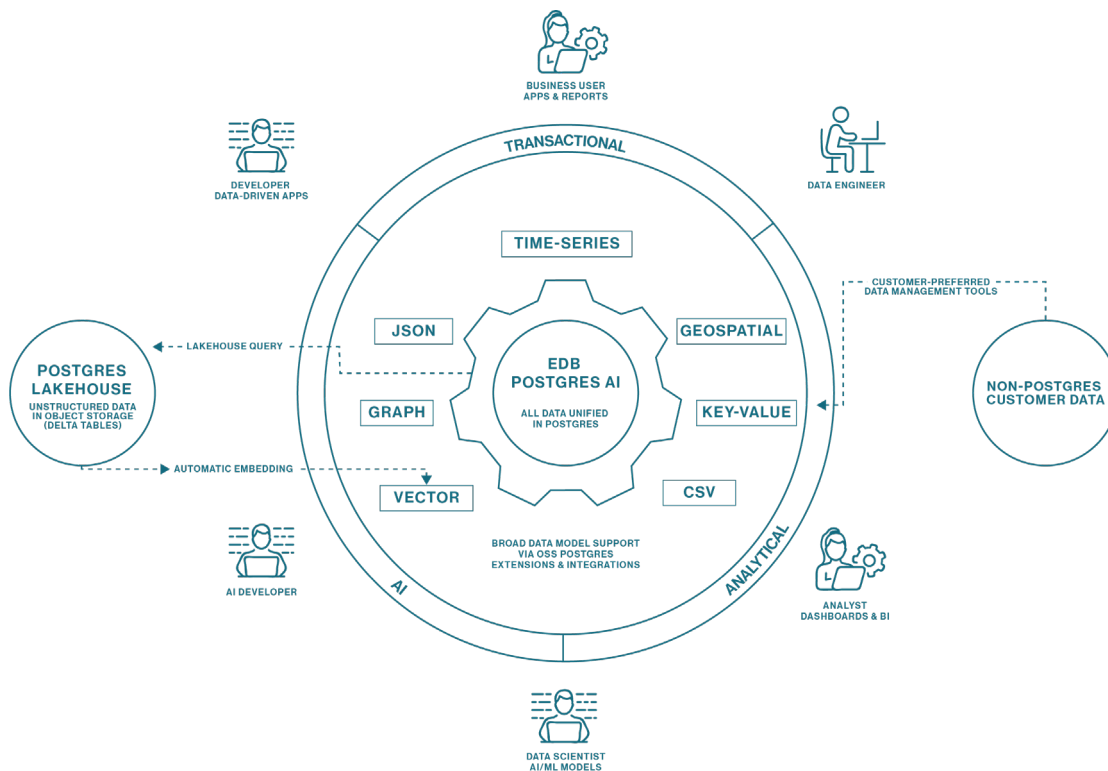 BUSINESS USER
APPS & REPORTS
TRANSACTIONAL
DEVELOPER
DATA-DRIVEN APPS
DATA ENGINEER
TIME-SERIES
CUSTOMER-PREFERRED
DATA MANAGEMENT TOOLS
JSON
GEOSPATIAL
LAKEHOUSE QUERY
EDB
POSTGRES AI
ALL DATA UNIFIED
IN POSTGRES
POSTGRES
LAKEHOUSE
UNSTRUCTURED DATA
IN OBJECT STORAGE
(DELTA TABLES)
NON-POSTGRES
CUSTOMER DATA
GRAPH
KEY-VALUE
AUTOMATIC EMBEDDING
VECTOR
CSV
BROAD DATA MODEL SUPPORT
VIA OSS POSTGRES
EXTENSIONS & INTEGRATIONS
AI
ANALYTICAL
AI DEVELOPER
ANALYST
DASHBOARDS & BI
DATA SCIENTIST
AI/ML MODELS